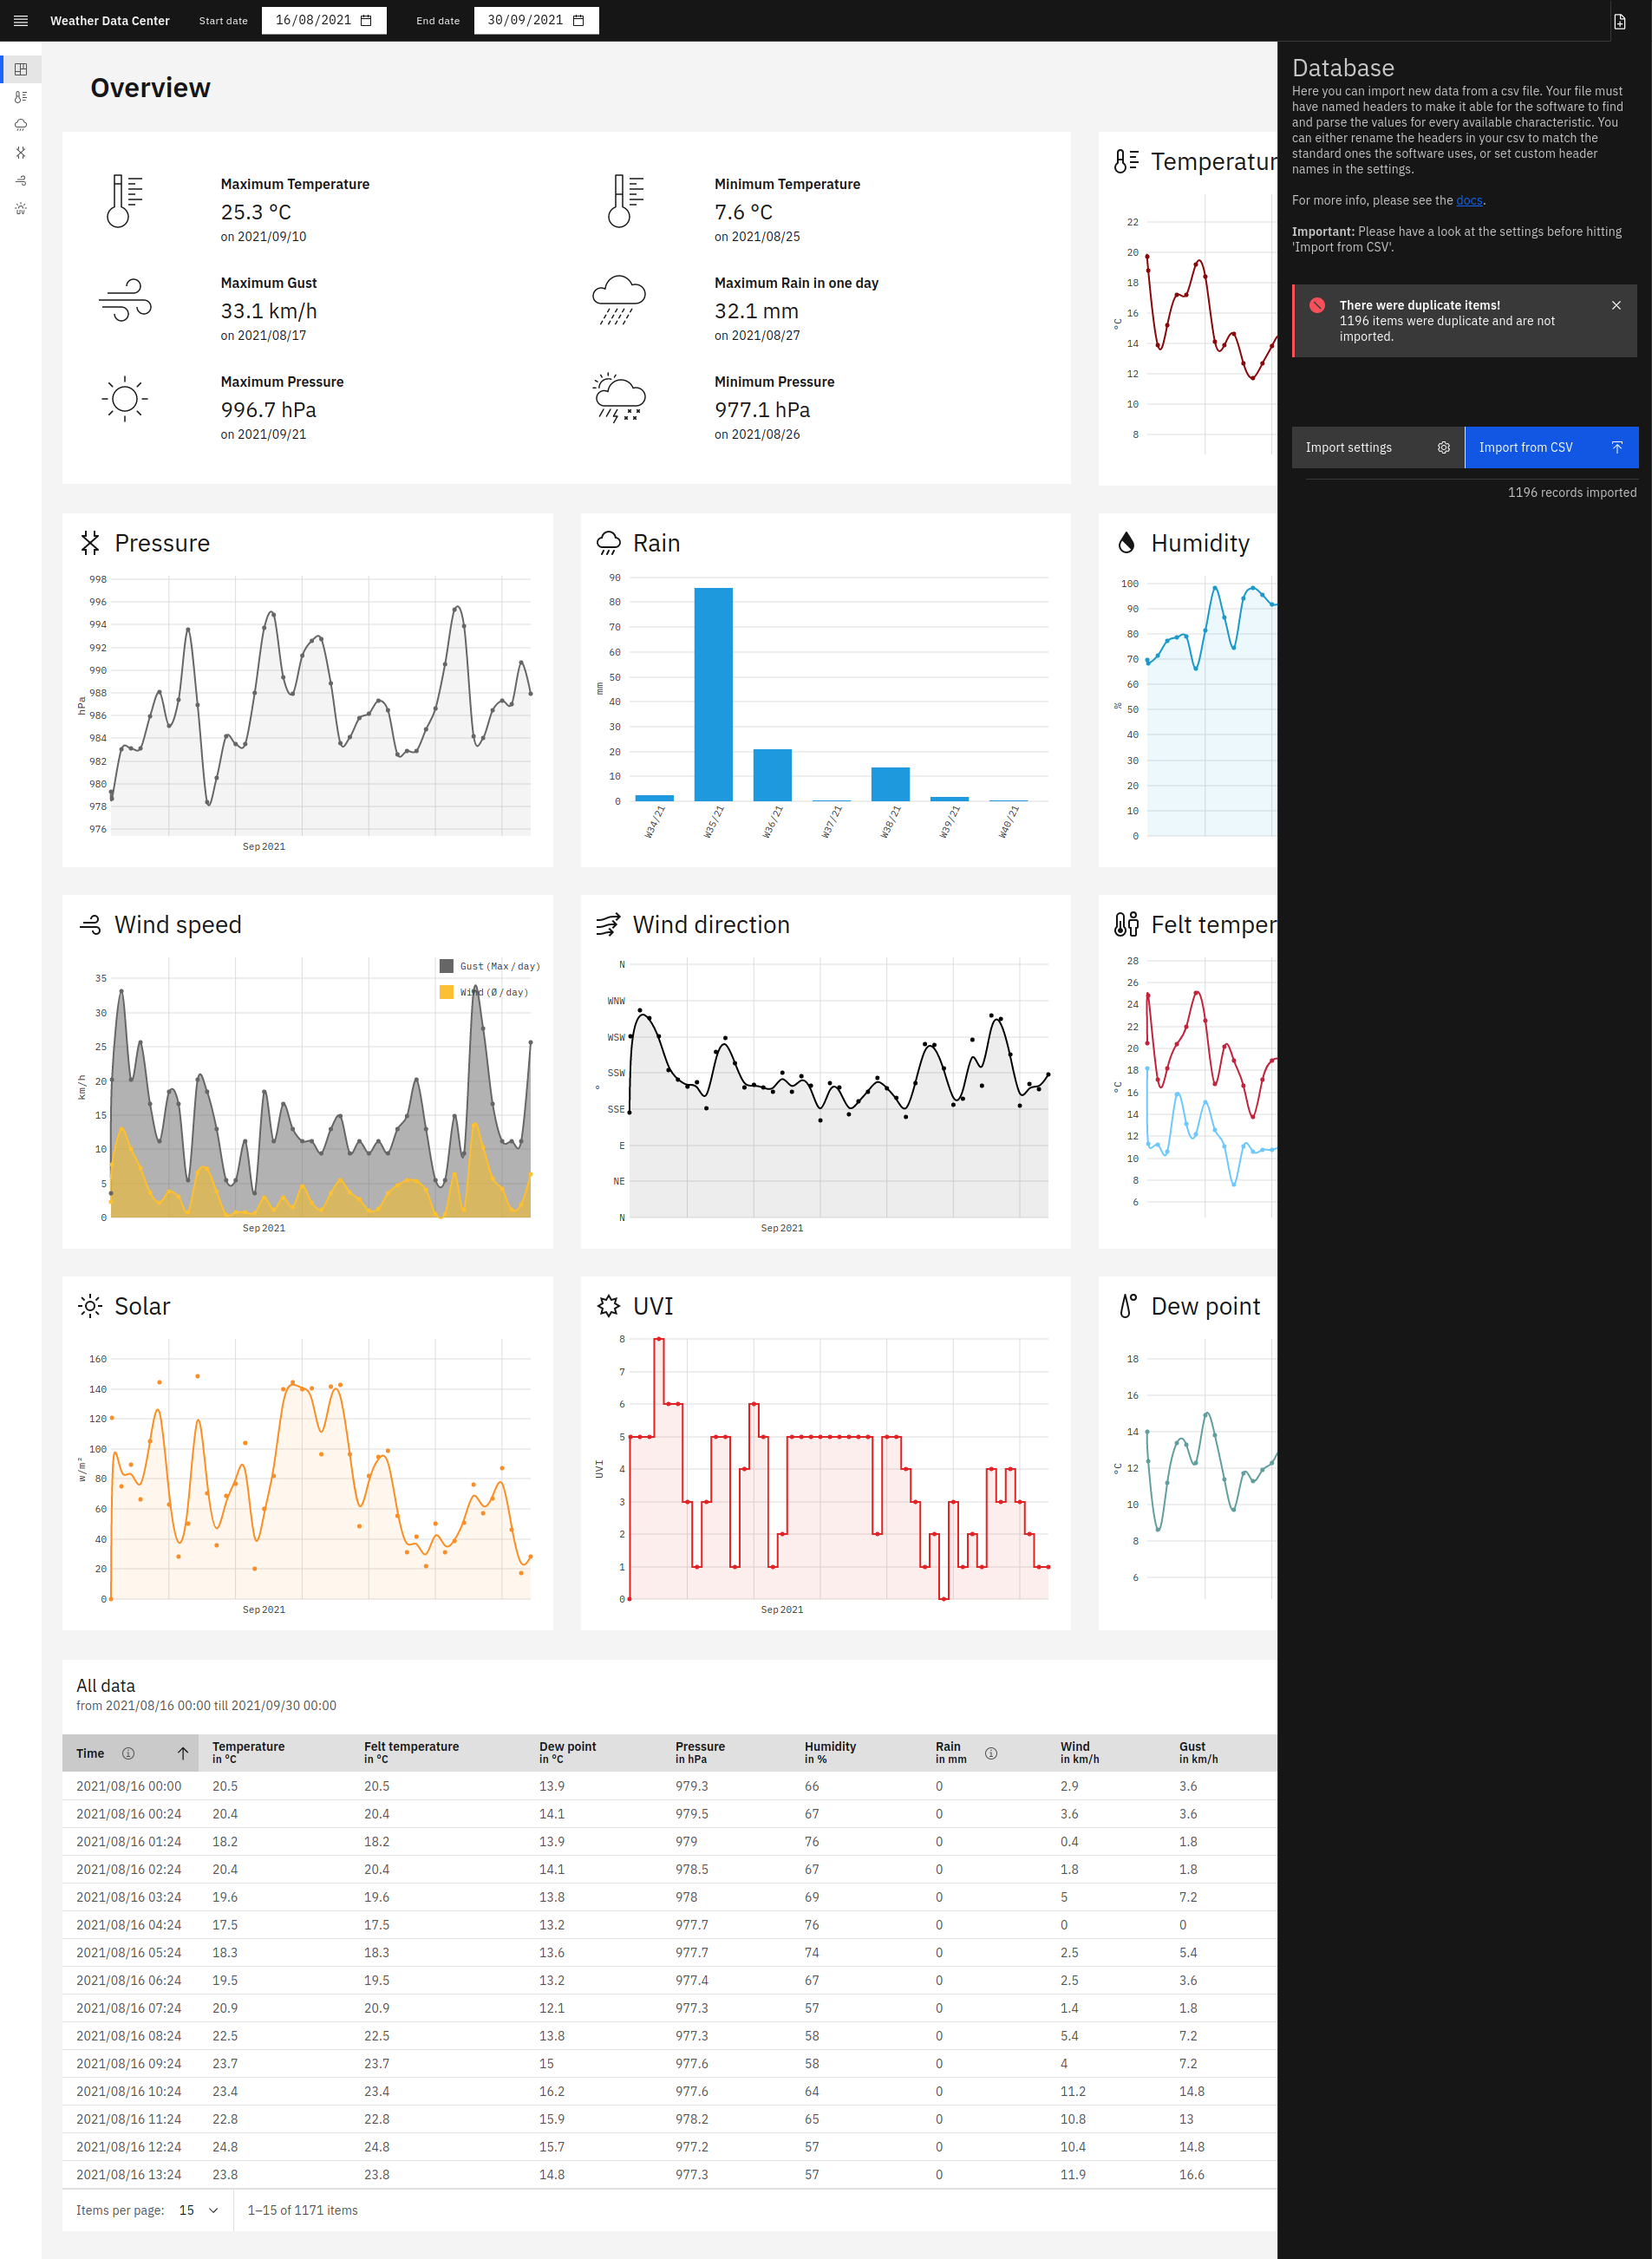 Weather Data Center
Start date
16/08/2021
End date
30/09/2021
Overview
Maximum Temperature
25.3 °C
on 2021/09/10
Minimum Temperature
7.6 °C
on 2021/08/25
Maximum Gust
33.1 km/h
on 2021/08/17
Maximum Rain in one day
32.1 mm
on 2021/08/27
Maximum Pressure
996.7 hPa
on 2021/09/21
Minimum Pressure
977.1 hPa
on 2021/08/26
Temperatur
22
20
18
16
14
12
10
8
°C
Database
Here you can import new data from a csv file. Your file must
have named headers to make it able for the software to find
and parse the values for every available characteristic. You
can either rename the headers in your csv to match the
standard ones the software uses, or set custom header
names in the settings.
For more info, please see the docs.
Important: Please have a look at the settings before hitting
'Import from CSV'.
There were duplicate items!
1196 items were duplicate and are not
imported.
Import settings
Import from CSV
1196 records imported
Pressure
998
996
994
992
990
988
986
984
982
980
978
976
hPa
Sep 2021
Rain
90
80
70
60
50
40
30
20
10
0
mm
W34/21
W35/21
W36/21
W37/21
W38/21
W39/21
W40/21
Humidity
100
90
80
70
60
50
40
30
20
10
0
%
Wind speed
Gust (Max / day)
Wind (Ø / day)
35
30
25
20
15
10
5
0
km/h
Sep 2021
Wind direction
N
WNW
WSW
SSW
SSE
E
NE
N
°
Sep 2021
Felt temper
28
26
24
22
20
18
16
14
12
10
8
6
°C
Solar
160
140
120
100
80
60
40
20
0
w/m²
Sep 2021
UVI
8
7
6
5
4
3
2
1
0
UVI
Sep 2021
Dew point
18
16
14
12
10
8
6
°C
All data
from 2021/08/16 00:00 till 2021/09/30 00:00
Time Temperature in °C Felt temperature in °C Dew point in °C Pressure in hPa Humidity in % Rain in mm Wind in km/h Gust in km/h
2021/08/16 00:00 20.5 20.5 13.9 979.3 66 0 2.9 3.6
2021/08/16 00:24 20.4 20.4 14.1 979.5 67 0 3.6 3.6
2021/08/16 01:24 18.2 18.2 13.9 979 76 0 0.4 1.8
2021/08/16 02:24 20.4 20.4 14.1 978.5 67 0 1.8 1.8
2021/08/16 03:24 19.6 19.6 13.8 978 69 0 5 7.2
2021/08/16 04:24 17.5 17.5 13.2 977.7 76 0 0 0
2021/08/16 05:24 18.3 18.3 13.6 977.7 74 0 2.5 5.4
2021/08/16 06:24 19.5 19.5 13.2 977.4 67 0 2.5 3.6
2021/08/16 07:24 20.9 20.9 12.1 977.3 57 0 1.4 1.8
2021/08/16 08:24 22.5 22.5 13.8 977.3 58 0 5.4 7.2
2021/08/16 09:24 23.7 23.7 15 977.6 58 0 4 7.2
2021/08/16 10:24 23.4 23.4 16.2 977.6 64 0 11.2 14.8
2021/08/16 11:24 22.8 22.8 15.9 978.2 65 0 10.8 13
2021/08/16 12:24 24.8 24.8 15.7 977.2 57 0 10.4 14.8
2021/08/16 13:24 23.8 23.8 14.8 977.3 57 0 11.9 16.6
Items per page: 15
1–15 of 1171 items